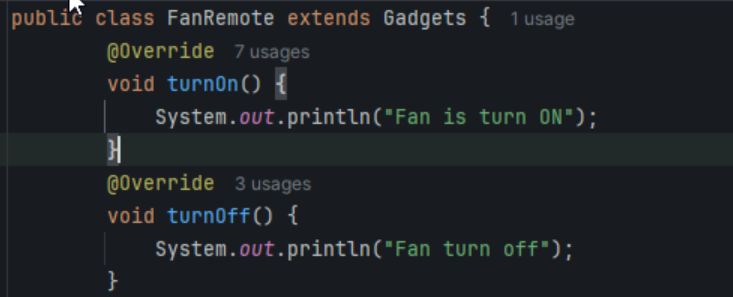 public class FanRemote extends Gadgets { 1 usage
@Override 7 usages
void turnOn() {
System.out.println("Fan is turn ON");
}
@Override 3 usages
void turnOff() {
System.out.println("Fan turn off");
}